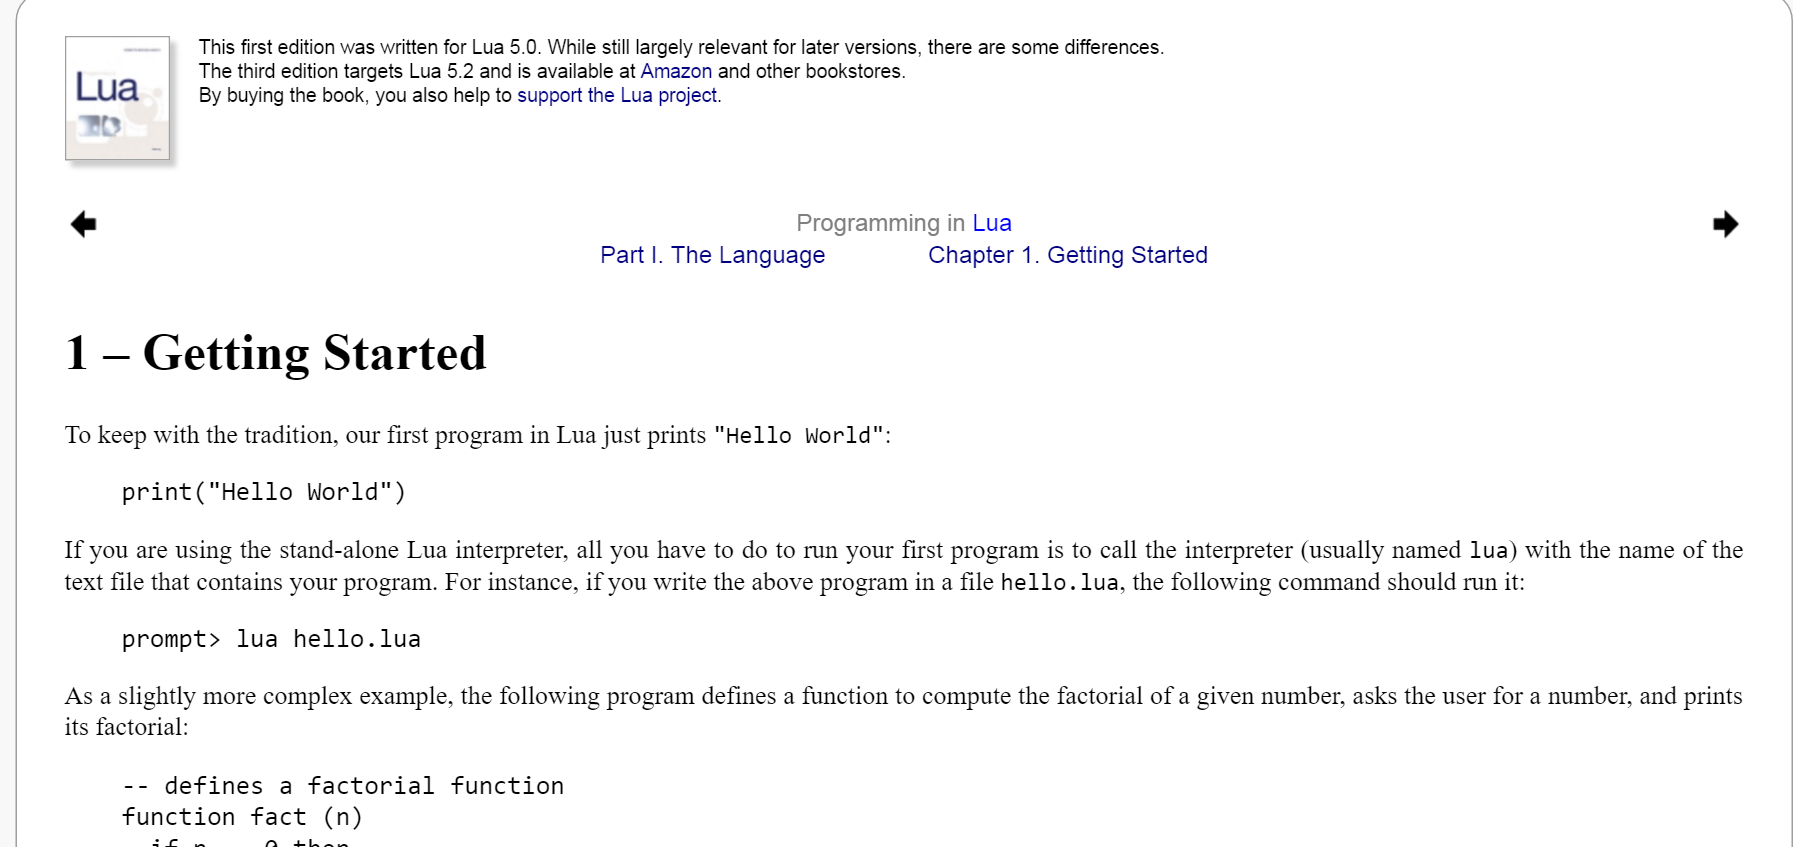 Lua
This first edition was written for Lua 5.0. While still largely relevant for later versions, there are some differences.
The third edition targets Lua 5.2 and is available at Amazon and other bookstores.
By buying the book, you also help to support the Lua project.
Programming in Lua
Part I. The Language Chapter 1. Getting Started
1 – Getting Started
To keep with the tradition, our first program in Lua just prints "Hello World":
print("Hello World")
If you are using the stand-alone Lua interpreter, all you have to do to run your first program is to call the interpreter (usually named lua) with the name of the
text file that contains your program. For instance, if you write the above program in a file hello.lua, the following command should run it:
prompt> lua hello.lua
As a slightly more complex example, the following program defines a function to compute the factorial of a given number, asks the user for a number, and prints
its factorial:
-- defines a factorial function
function fact (n)